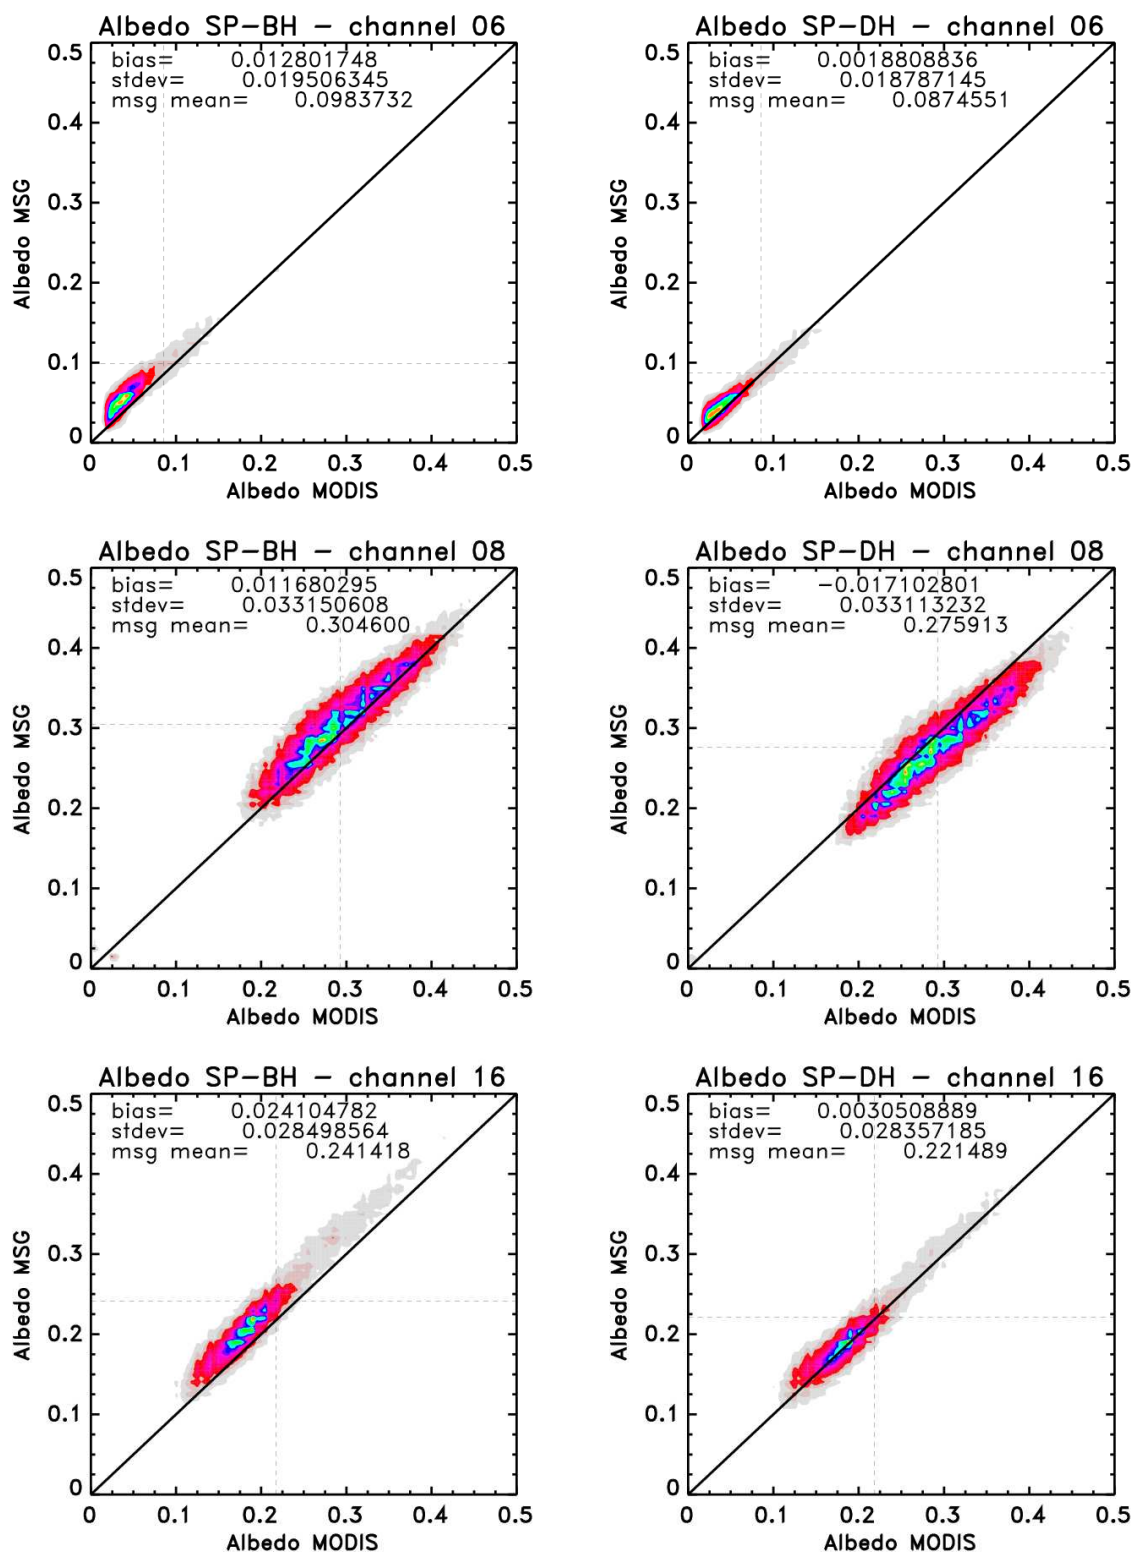 Albedo SP-BH - channel 06
bias= 0.012801748
stdev= 0.019506345
msg mean= 0.0983732
0.5
0.4
0.3
0.2
0.1
0
Albedo MSG
0 0.1 0.2 0.3 0.4 0.5
Albedo MODIS
Albedo SP-DH - channel 06
bias= 0.0018808836
stdev= 0.018787145
msg mean= 0.0874551
0.5
0.4
0.3
0.2
0.1
0
Albedo MSG
0 0.1 0.2 0.3 0.4 0.5
Albedo MODIS
Albedo SP-BH - channel 08
bias= 0.011680295
stdev= 0.033150608
msg mean= 0.304600
0.5
0.4
0.3
0.2
0.1
0
Albedo MSG
0 0.1 0.2 0.3 0.4 0.5
Albedo MODIS
Albedo SP-DH - channel 08
bias= -0.017102801
stdev= 0.033113232
msg mean= 0.275913
0.5
0.4
0.3
0.2
0.1
0
Albedo MSG
0 0.1 0.2 0.3 0.4 0.5
Albedo MODIS
Albedo SP-BH - channel 16
bias= 0.024104782
stdev= 0.028498564
msg mean= 0.241418
0.5
0.4
0.3
0.2
0.1
0
Albedo MSG
0 0.1 0.2 0.3 0.4 0.5
Albedo MODIS
Albedo SP-DH - channel 16
bias= 0.0030508889
stdev= 0.028357185
msg mean= 0.221489
0.5
0.4
0.3
0.2
0.1
0
Albedo MSG
0 0.1 0.2 0.3 0.4 0.5
Albedo MODIS